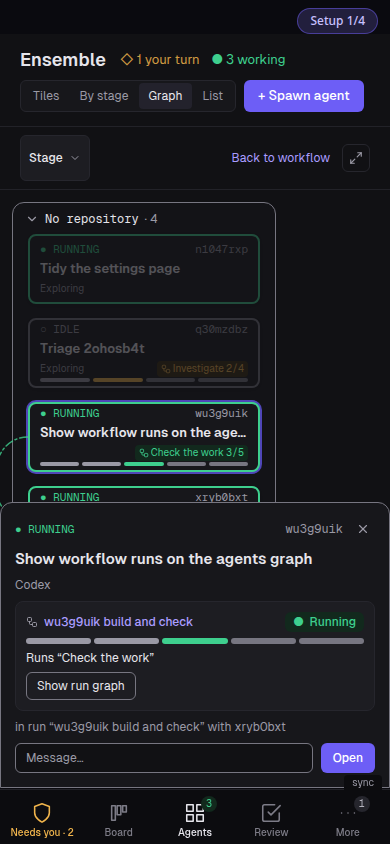 Setup 1/4
Ensemble
1 your turn
3 working
Tiles
By stage
Graph
List
+ Spawn agent
Stage
Back to workflow
No repository · 4
RUNNING
n1047rxp
Tidy the settings page
Exploring
IDLE
q30mzdbz
Triage 2ohosb4t
Exploring
Investigate 2/4
RUNNING
wu3g9uik
Show workflow runs on the age…
Check the work 3/5
RUNNING
xryb0bxt
RUNNING
wu3g9uik
Show workflow runs on the agents graph
Codex
wu3g9uik build and check
Running
Runs “Check the work”
Show run graph
in run “wu3g9uik build and check” with xryb0bxt
Message…
Open
sync
3
1
Needs you · 2
Board
Agents
Review
More